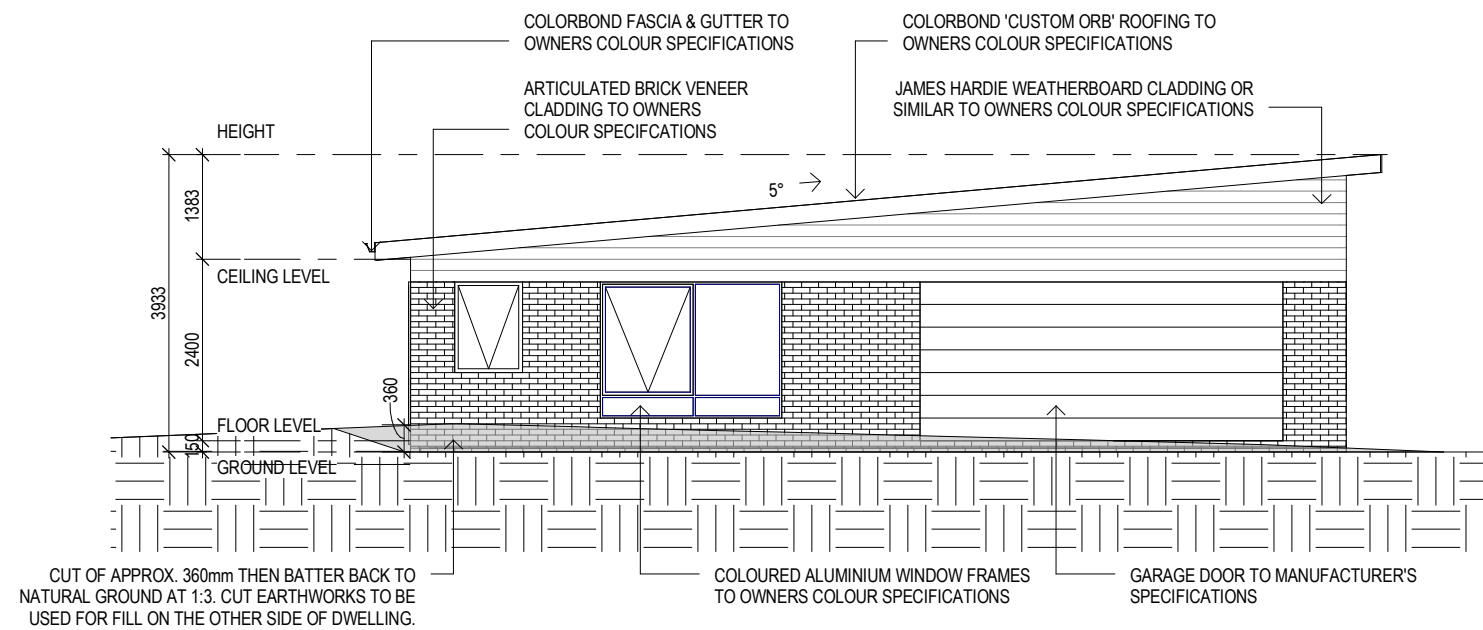 COLORBOND FASCIA & GUTTER TO
OWNERS COLOUR SPECIFICATIONS
COLORBOND 'CUSTOM ORB' ROOFING TO
OWNERS COLOUR SPECIFICATIONS
ARTICULATED BRICK VENEER
CLADDING TO OWNERS
COLOUR SPECIFCATIONS
JAMES HARDIE WEATHERBOARD CLADDING OR
SIMILAR TO OWNERS COLOUR SPECIFICATIONS
HEIGHT
5°
1383
CEILING LEVEL
3933
2400
360
FLOOR LEVEL
150
GROUND LEVEL
CUT OF APPROX. 360mm THEN BATTER BACK TO
NATURAL GROUND AT 1:3. CUT EARTHWORKS TO BE
USED FOR FILL ON THE OTHER SIDE OF DWELLING.
COLOURED ALUMINIUM WINDOW FRAMES
TO OWNERS COLOUR SPECIFICATIONS
GARAGE DOOR TO MANUFACTURER'S
SPECIFICATIONS